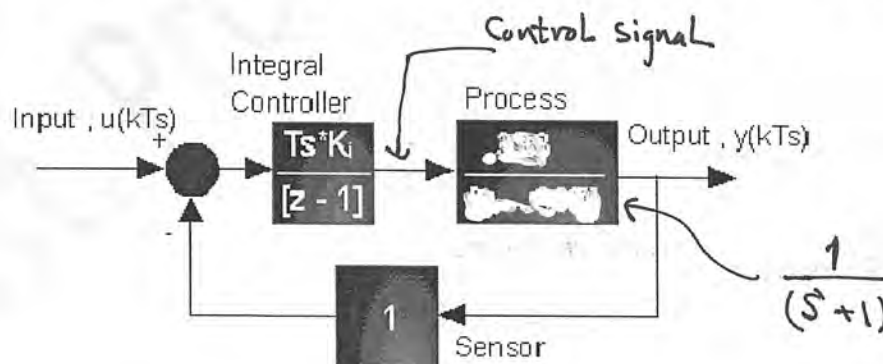 Control signal
Integral
Controller
Process
Input , u(kTs)
+
Ts*Ki
[z - 1]
Output , y(kTs)
-
1
Sensor
1
(S+1)